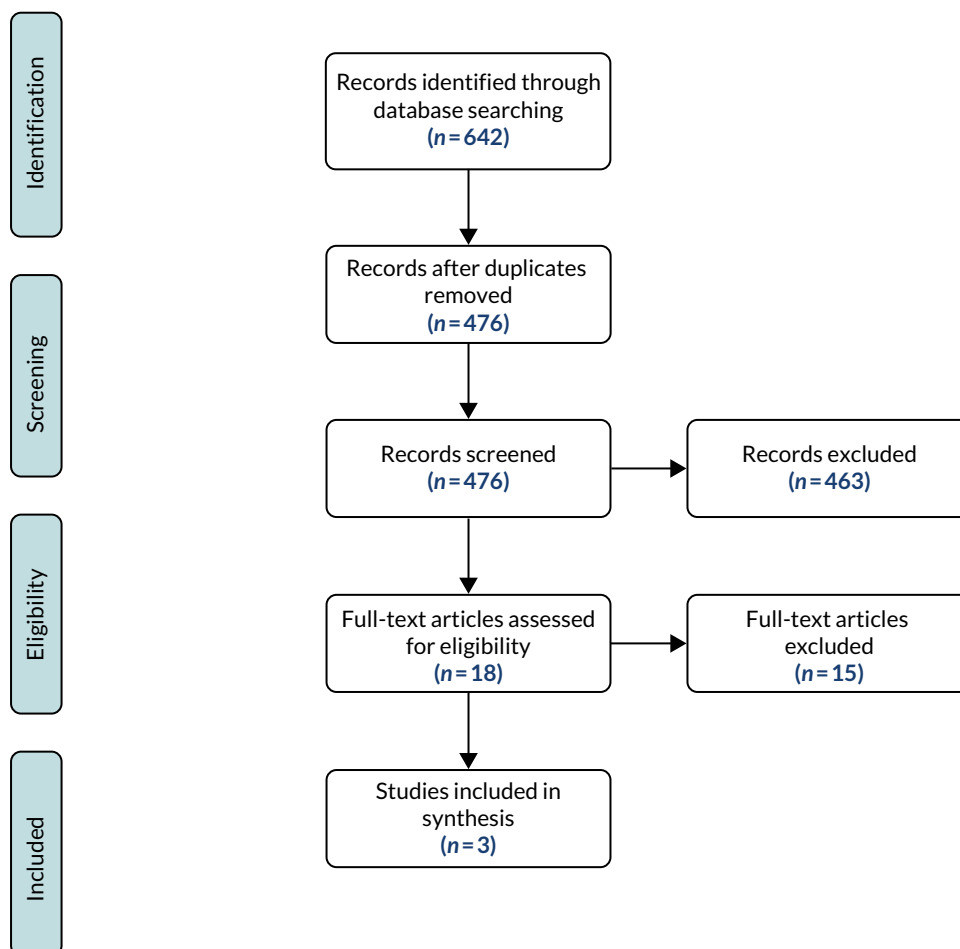 Identification
Records identified through
database searching
(n=642)
Records after duplicates
removed
(n=476)
Screening
Records screened
(n=476)
Records excluded
(n=463)
Eligibility
Full-text articles assessed
for eligibility
(n=18)
Full-text articles
excluded
(n=15)
Included
Studies included in
synthesis
(n=3)